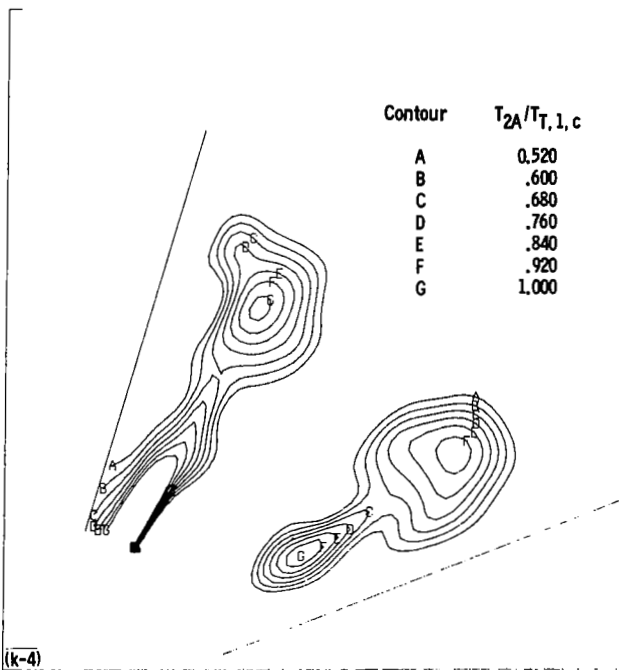 Contour T2A/TT, 1, c
A 0.520
B .600
C .680
D .760
E .840
F .920
G 1.000
C
B
E
F
G
A
B
A
F
C
D
E
F
G
(k-4)